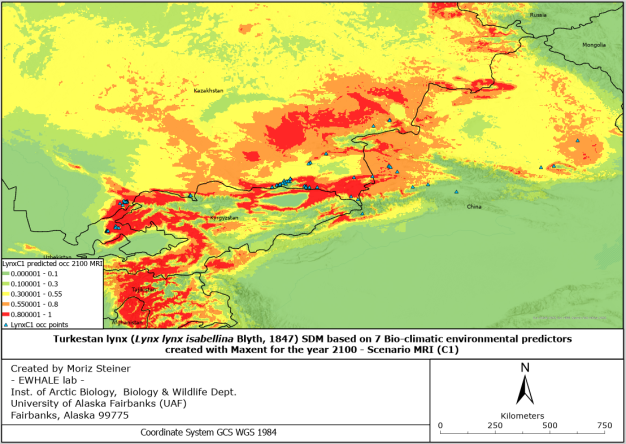 Russia
Mongolia
Kazakhstan
China
Kyrgyzstan
Uzbekistan
LynxC1 predicted occ 2100 MRI
0.000001 - 0.1
0.100001 - 0.3
0.300001 - 0.55
0.550001 - 0.8
0.800001 - 1
LynxC1 occ points
Turkestan lynx (Lynx lynx isabellina Blyth, 1847) SDM based on 7 Bio-climatic environmental predictors
created with Maxent for the year 2100 - Scenario MRI (C1)
Created by Moriz Steiner
- EWHALE lab -
Inst. of Arctic Biology, Biology & Wildlife Dept.
University of Alaska Fairbanks (UAF)
Fairbanks, Alaska 99775
Coordinate System GCS WGS 1984
N
Kilometers
0 250 500 750